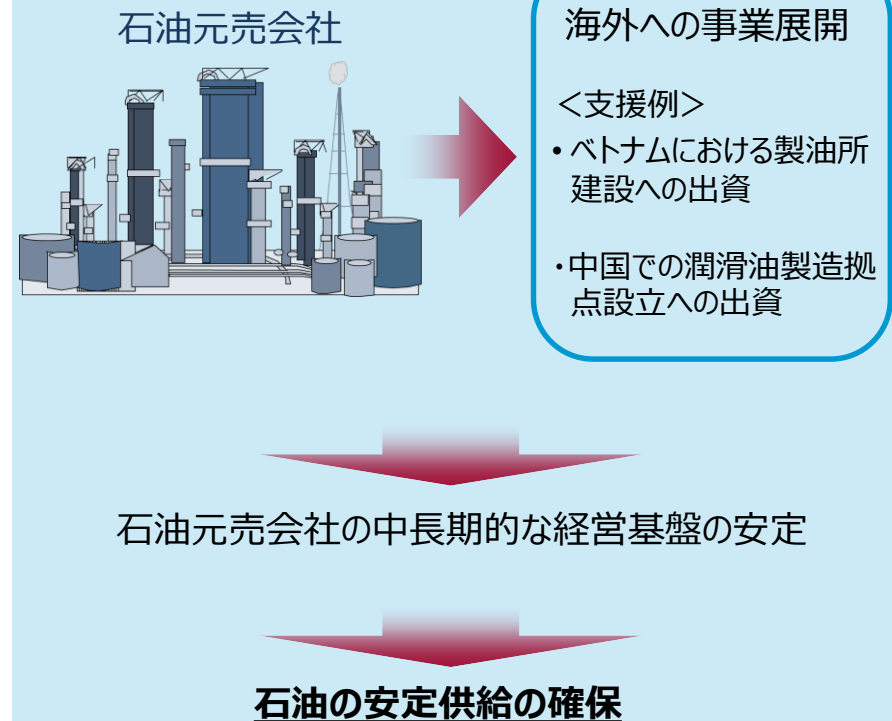 石油元売会社
海外への事業展開
＜支援例＞
• ベトナムにおける製油所
建設への出資
・中国での潤滑油製造拠
点設立への出資
石油元売会社の中長期的な経営基盤の安定
石油の安定供給の確保